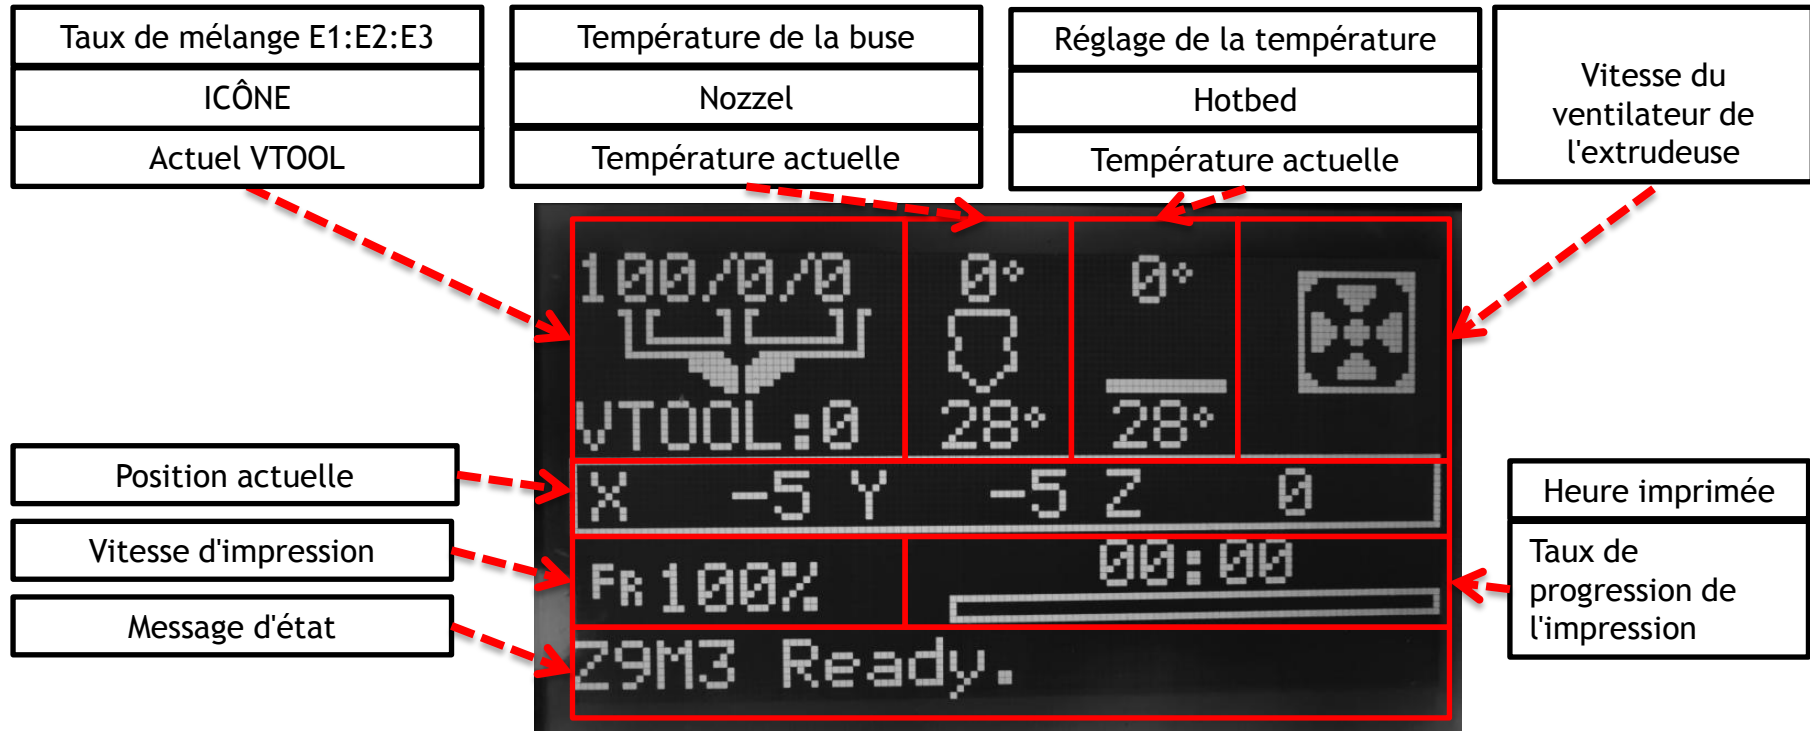 Taux de mélange E1:E2:E3
ICÔNE
Actuel VTOOL
Température de la buse
Nozzel
Température actuelle
Réglage de la température
Hotbed
Température actuelle
Vitesse du
ventilateur de
l'extrudeuse
100/0/0
0°
0°
VTOOL:0
28°
28°
Position actuelle
X -5 Y -5 Z 0
Vitesse d'impression
FR100%
00:00
Heure imprimée
Taux de
progression de
l'impression
Message d'état
Z9M3 Ready.